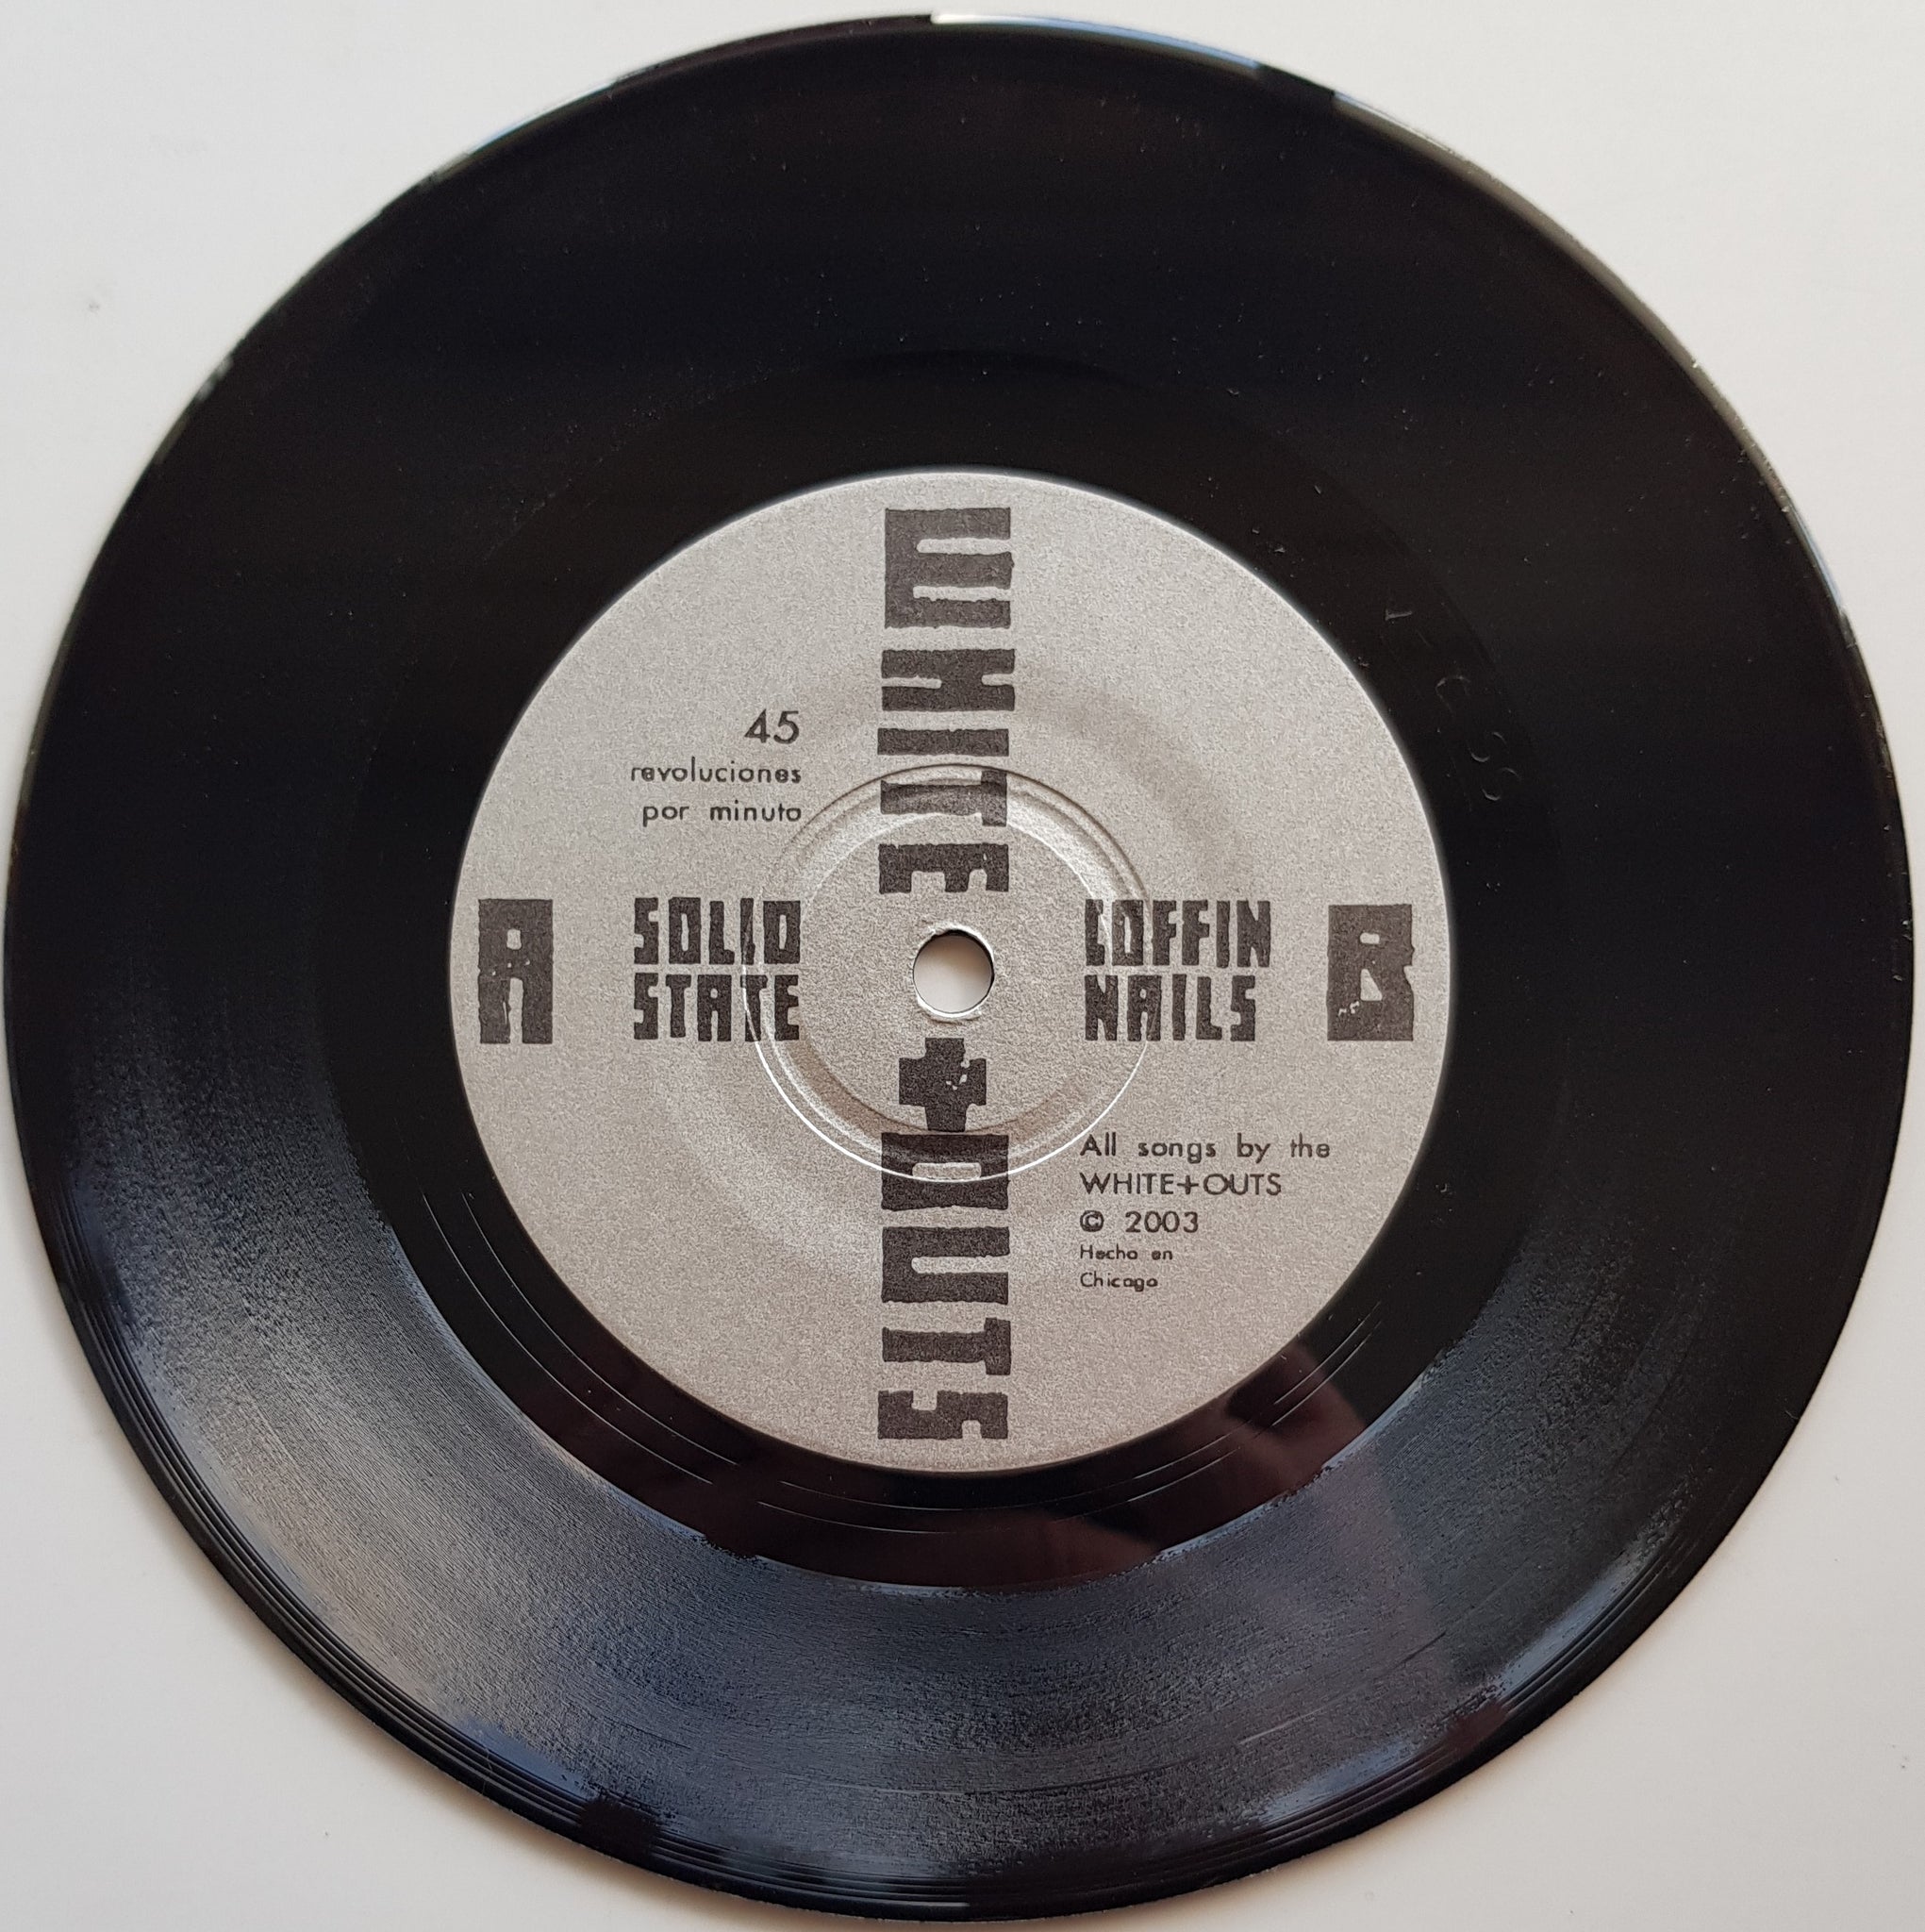 WHITE+OUTS
45
revoluciones
por minuto
A
SOLID
STATE
COFFIN
NAILS
B
All songs by the
WHITE+OUTS
© 2003
Hecho en
Chicago